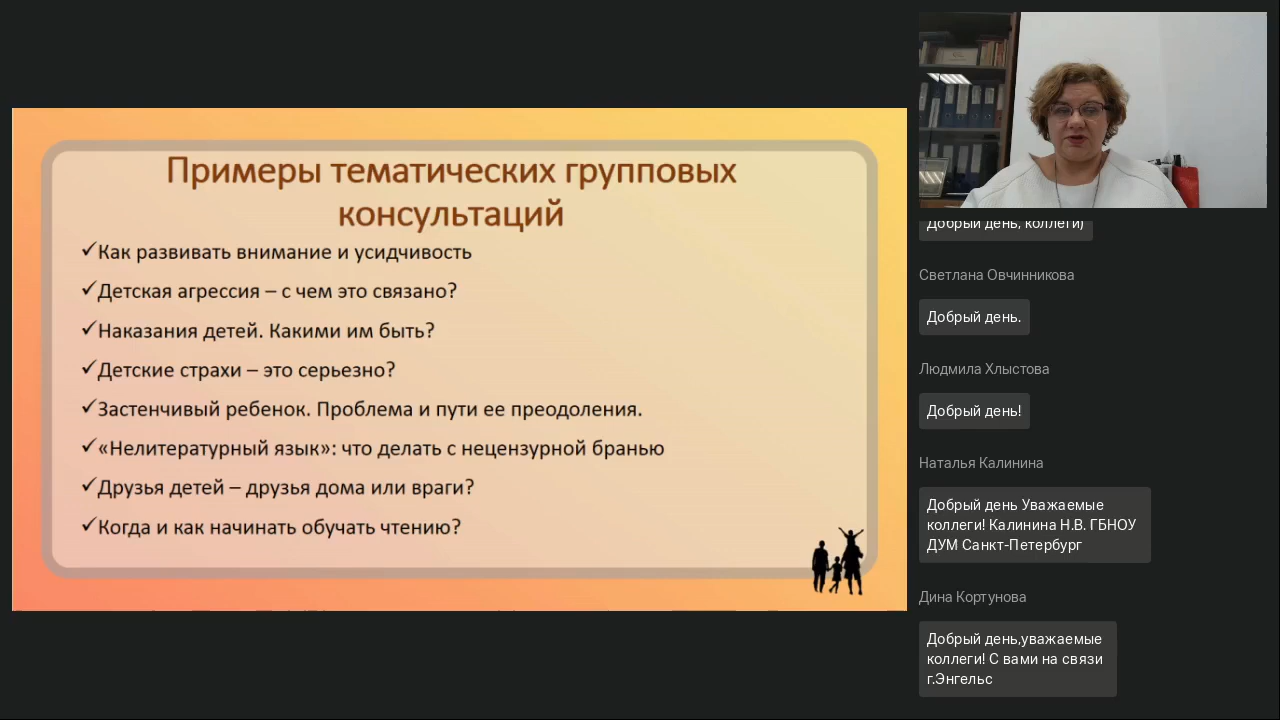 Примеры тематических групповых
консультаций
✓Как развивать внимание и усидчивость
✓Детская агрессия – с чем это связано?
✓Наказания детей. Какими им быть?
✓Детские страхи – это серьезно?
✓Застенчивый ребенок. Проблема и пути ее преодоления.
✓«Нелитературный язык»: что делать с нецензурной бранью
✓Друзья детей – друзья дома или враги?
✓Когда и как начинать обучать чтению?
Добрый день, коллеги)
Светлана Овчинникова
Добрый день.
Людмила Хлыстова
Добрый день!
Наталья Калинина
Добрый день Уважаемые
коллеги! Калинина Н.В. ГБНОУ
ДУМ Санкт-Петербург
Дина Кортунова
Добрый день,уважаемые
коллеги! С вами на связи
г.Энгельс